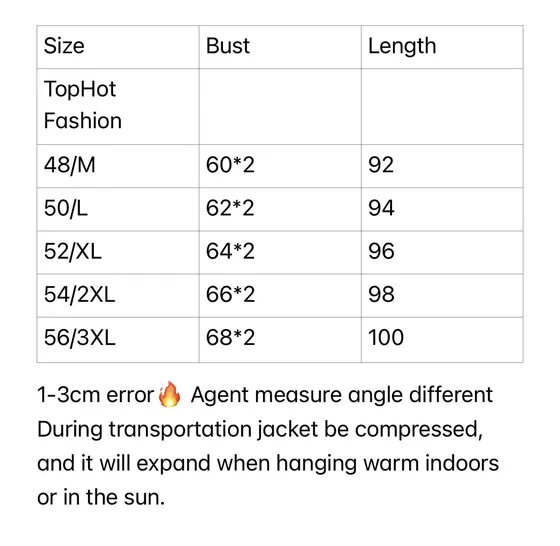 Size Bust Length
TopHot
Fashion
48/M 60*2 92
50/L 62*2 94
52/XL 64*2 96
54/2XL 66*2 98
56/3XL 68*2 100
1-3cm error🔥 Agent measure angle different
During transportation jacket be compressed,
and it will expand when hanging warm indoors
or in the sun.